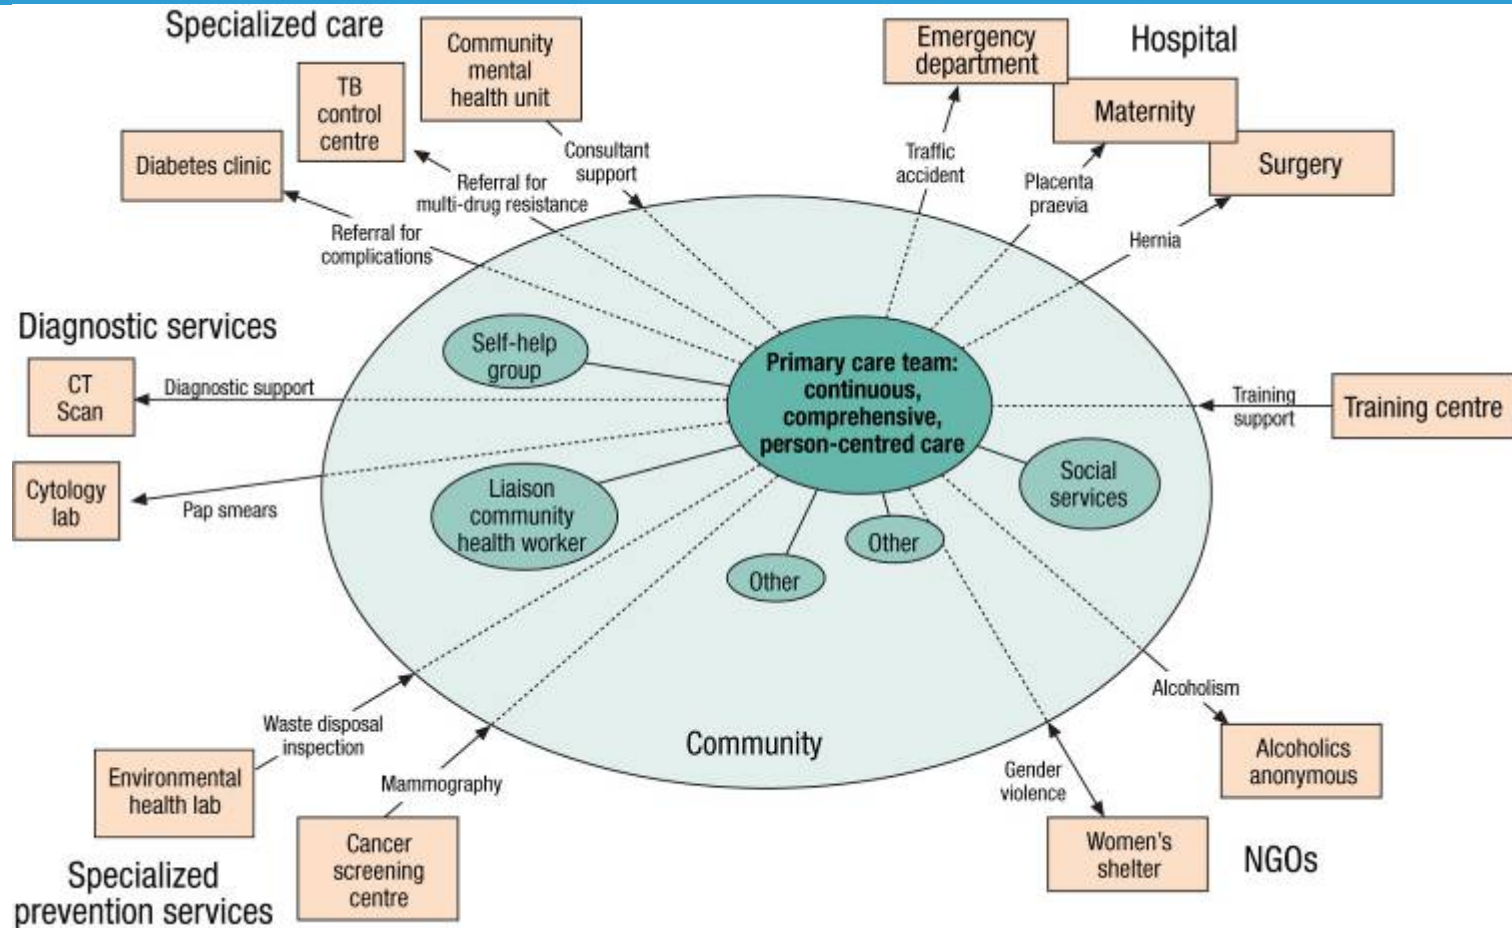 Specialized care
Community
mental
health unit
TB
control
centre
Diabetes clinic
Consultant
support
Referral for
multi-drug resistance
Referral for
complications
Emergency
department
Hospital
Maternity
Surgery
Traffic
accident
Placenta
praevia
Hernia
Diagnostic services
CT
Scan
Diagnostic support
Cytology
lab
Pap smears
Self-help
group
Primary care team:
continuous,
comprehensive,
person-centred care
Training
support
Training centre
Liaison
community
health worker
Social
services
Other
Other
Community
Waste disposal
inspection
Environmental
health lab
Mammography
Cancer
screening
centre
Specialized
prevention services
Alcoholism
Alcoholics
anonymous
Gender
violence
Women's
shelter
NGOs